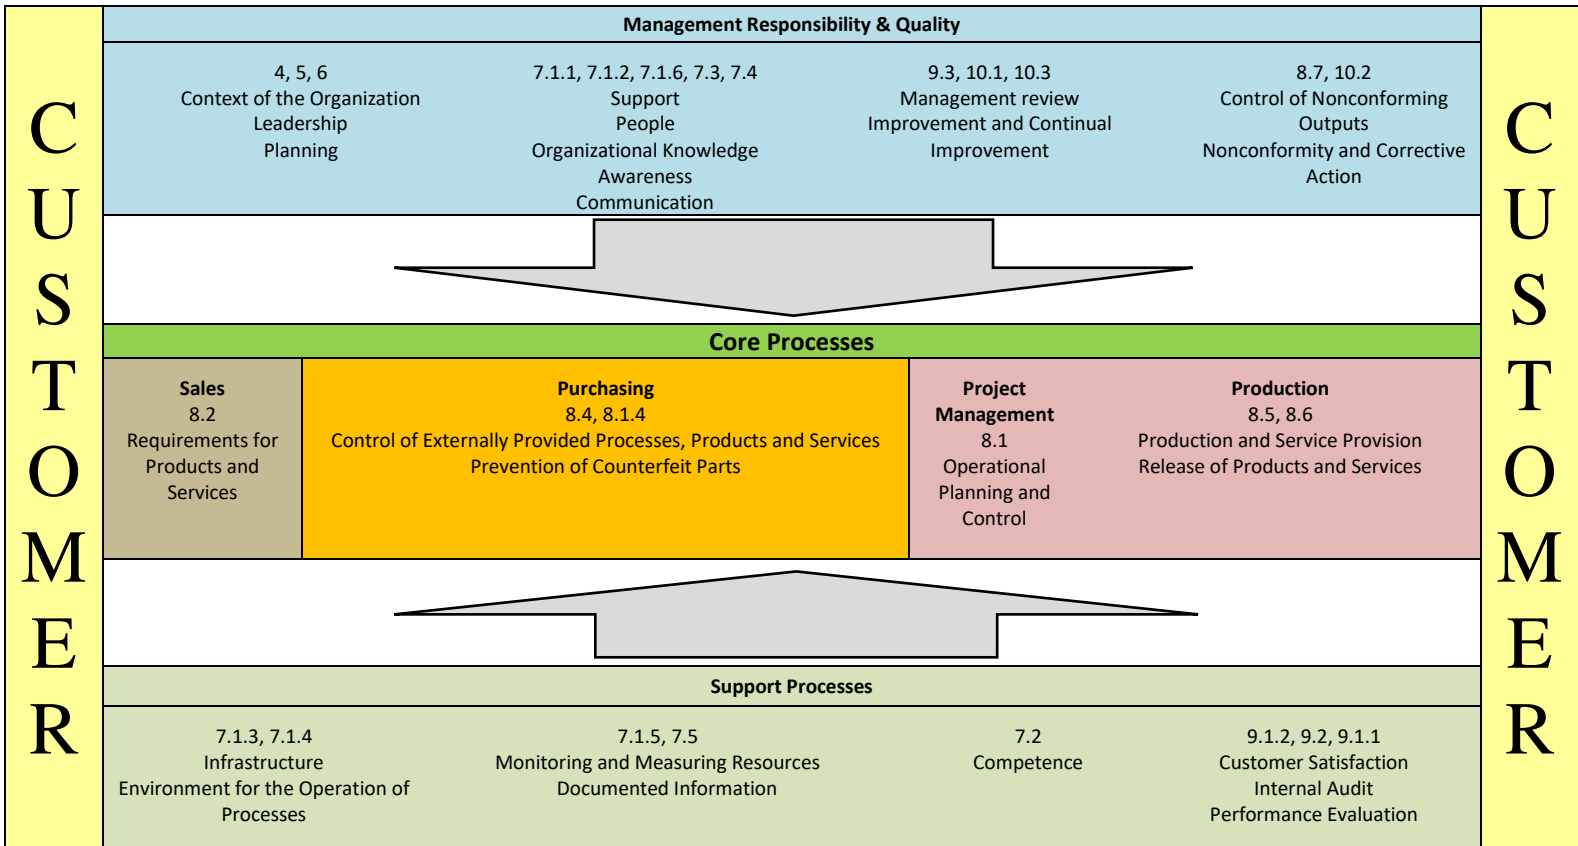 C
U
S
T
O
M
E
R
Management Responsibility & Quality
4, 5, 6
Context of the Organization
Leadership
Planning
7.1.1, 7.1.2, 7.1.6, 7.3, 7.4
Support
People
Organizational Knowledge
Awareness
Communication
9.3, 10.1, 10.3
Management review
Improvement and Continual
Improvement
8.7, 10.2
Control of Nonconforming
Outputs
Nonconformity and Corrective
Action
Core Processes
Sales
8.2
Requirements for
Products and
Services
Purchasing
8.4, 8.1.4
Control of Externally Provided Processes, Products and Services
Prevention of Counterfeit Parts
Project
Management
8.1
Operational
Planning and
Control
Production
8.5, 8.6
Production and Service Provision
Release of Products and Services
Support Processes
7.1.3, 7.1.4
Infrastructure
Environment for the Operation of
Processes
7.1.5, 7.5
Monitoring and Measuring Resources
Documented Information
7.2
Competence
9.1.2, 9.2, 9.1.1
Customer Satisfaction
Internal Audit
Performance Evaluation
C
U
S
T
O
M
E
R